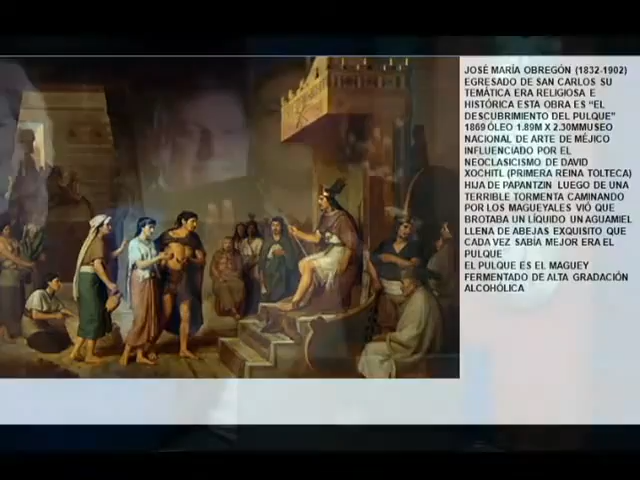 JOSÉ MARÍA OBREGÓN (1832-1902)
EGRESADO DE SAN CARLOS SU
TEMÁTICA ERA RELIGIOSA E
HISTÓRICA ESTA OBRA ES “EL
DESCUBRIMIENTO DEL PULQUE”
1869 ÓLEO 1.89M X 2.30MMUSEO
NACIONAL DE ARTE DE MÉJICO
INFLUENCIADO POR EL
NEOCLASICISMO DE DAVID
XOCHITL (PRIMERA REINA TOLTECA)
HIJA DE PAPANTZIN LUEGO DE UNA
TERRIBLE TORMENTA CAMINANDO
POR LOS MAGUEYALES VIÓ QUE
BROTABA UN LÍQUIDO UN AGUAMIEL
LLENA DE ABEJAS EXQUISITO QUE
CADA VEZ SABÍA MEJOR ERA EL
PULQUE
EL PULQUE ES EL MAGUEY
FERMENTADO DE ALTA GRADACIÓN
ALCOHÓLICA